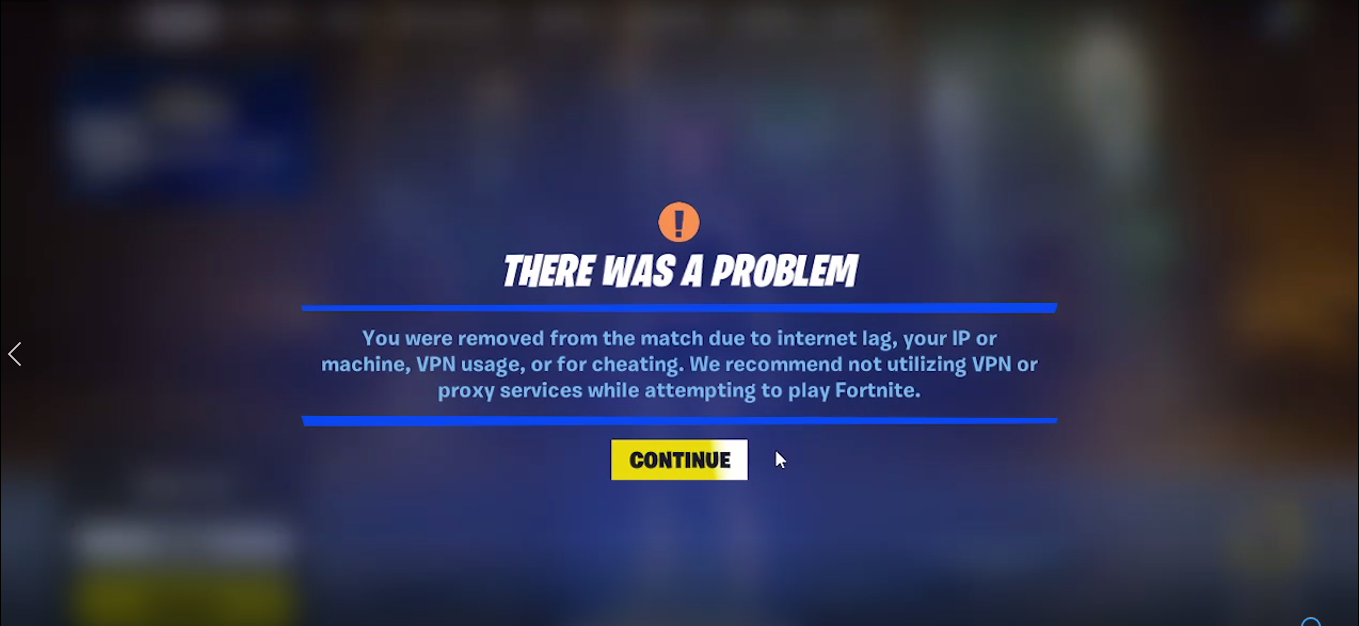 THERE WAS A PROBLEM
You were removed from the match due to internet lag, your IP or
machine, VPN usage, or for cheating. We recommend not utilizing VPN or
proxy services while attempting to play Fortnite.
CONTINUE